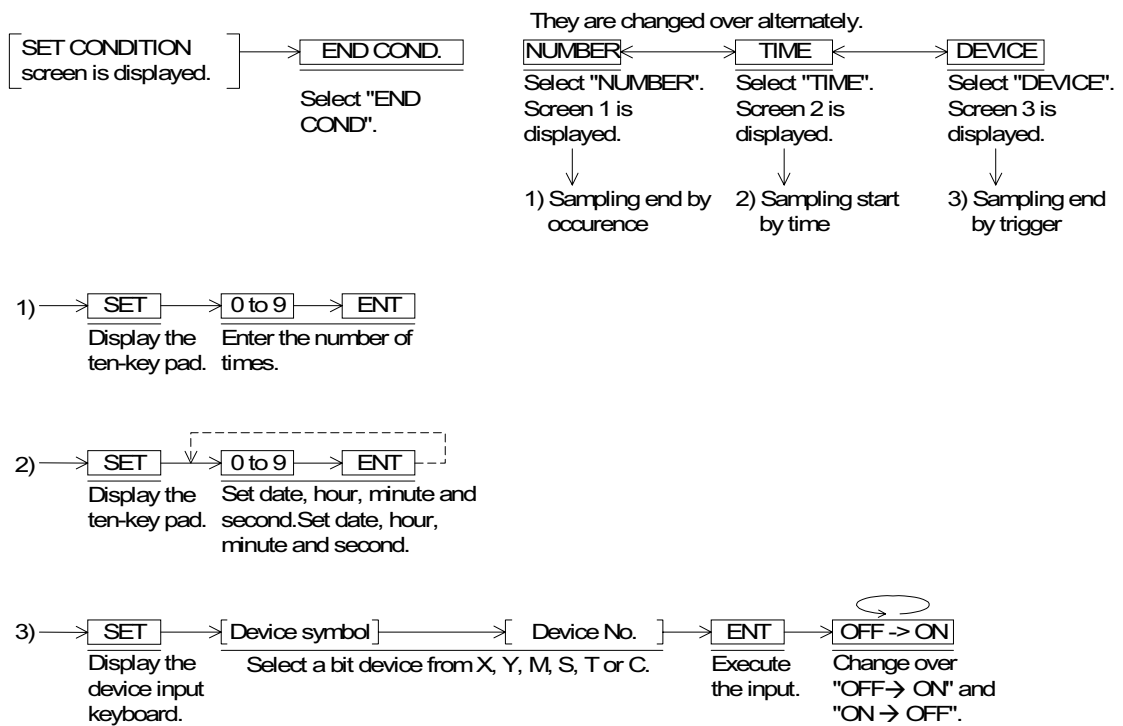 They are changed over alternately.
SET CONDITION
screen is displayed.
END COND.
Select "END
COND".
NUMBER
Select "NUMBER".
Screen 1 is
displayed.
1) Sampling end by
occurence
TIME
Select "TIME".
Screen 2 is
displayed.
2) Sampling start
by time
DEVICE
Select "DEVICE".
Screen 3 is
displayed.
3) Sampling end
by trigger
1) SET 0 to 9 ENT
Display the
ten-key pad.
Enter the number of
times.
2) SET 0 to 9 ENT
Display the
ten-key pad.
Set date, hour, minute and
second.Set date, hour,
minute and second.
3) SET Device symbol Device No. ENT OFF -> ON
Display the
device input
keyboard.
Select a bit device from X, Y, M, S, T or C.
Execute
the input.
Change over
"OFF→ ON" and
"ON → OFF".